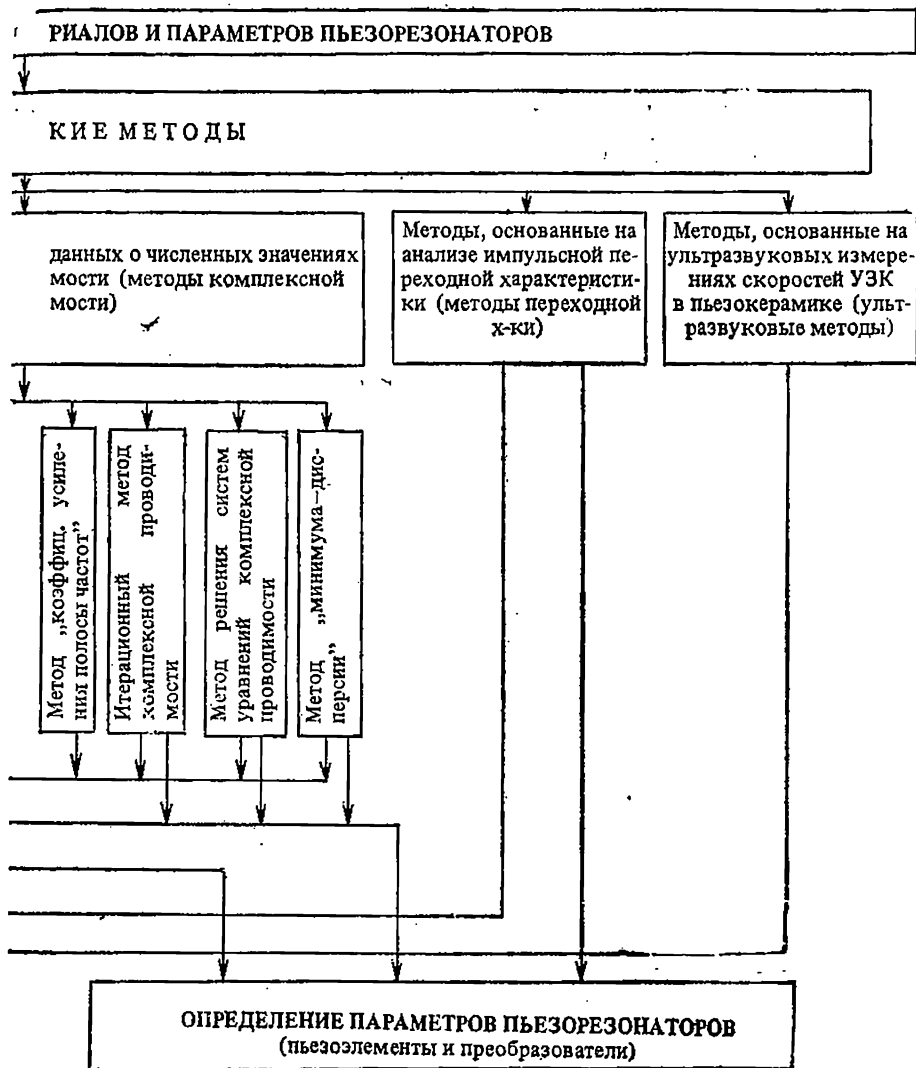 РИАЛОВ И ПАРАМЕТРОВ ПЬЕЗОРЕЗОНАТОРОВ
КИЕ МЕТОДЫ
данных о численных значениях
мости (методы комплексной
мости)
Методы, основанные на
анализе импульсной пе-
реходной характеристи-
ки (методы переходной
х-ки)
Методы, основанные на
ультразвуковых измере-
ниях скоростей УЗК
в пьезокерамике (ульт-
развуковые методы)
Метод „коэффиц. усиле-
ния полосы частот”
Итерационный метод
комплексной проводи-
мости
Метод решения систем
уравнений комплексной
проводимости
Метод „минимума–дис-
персии”
ОПРЕДЕЛЕНИЕ ПАРАМЕТРОВ ПЬЕЗОРЕЗОНАТОРОВ
(пьезоэлементы и преобразователи)